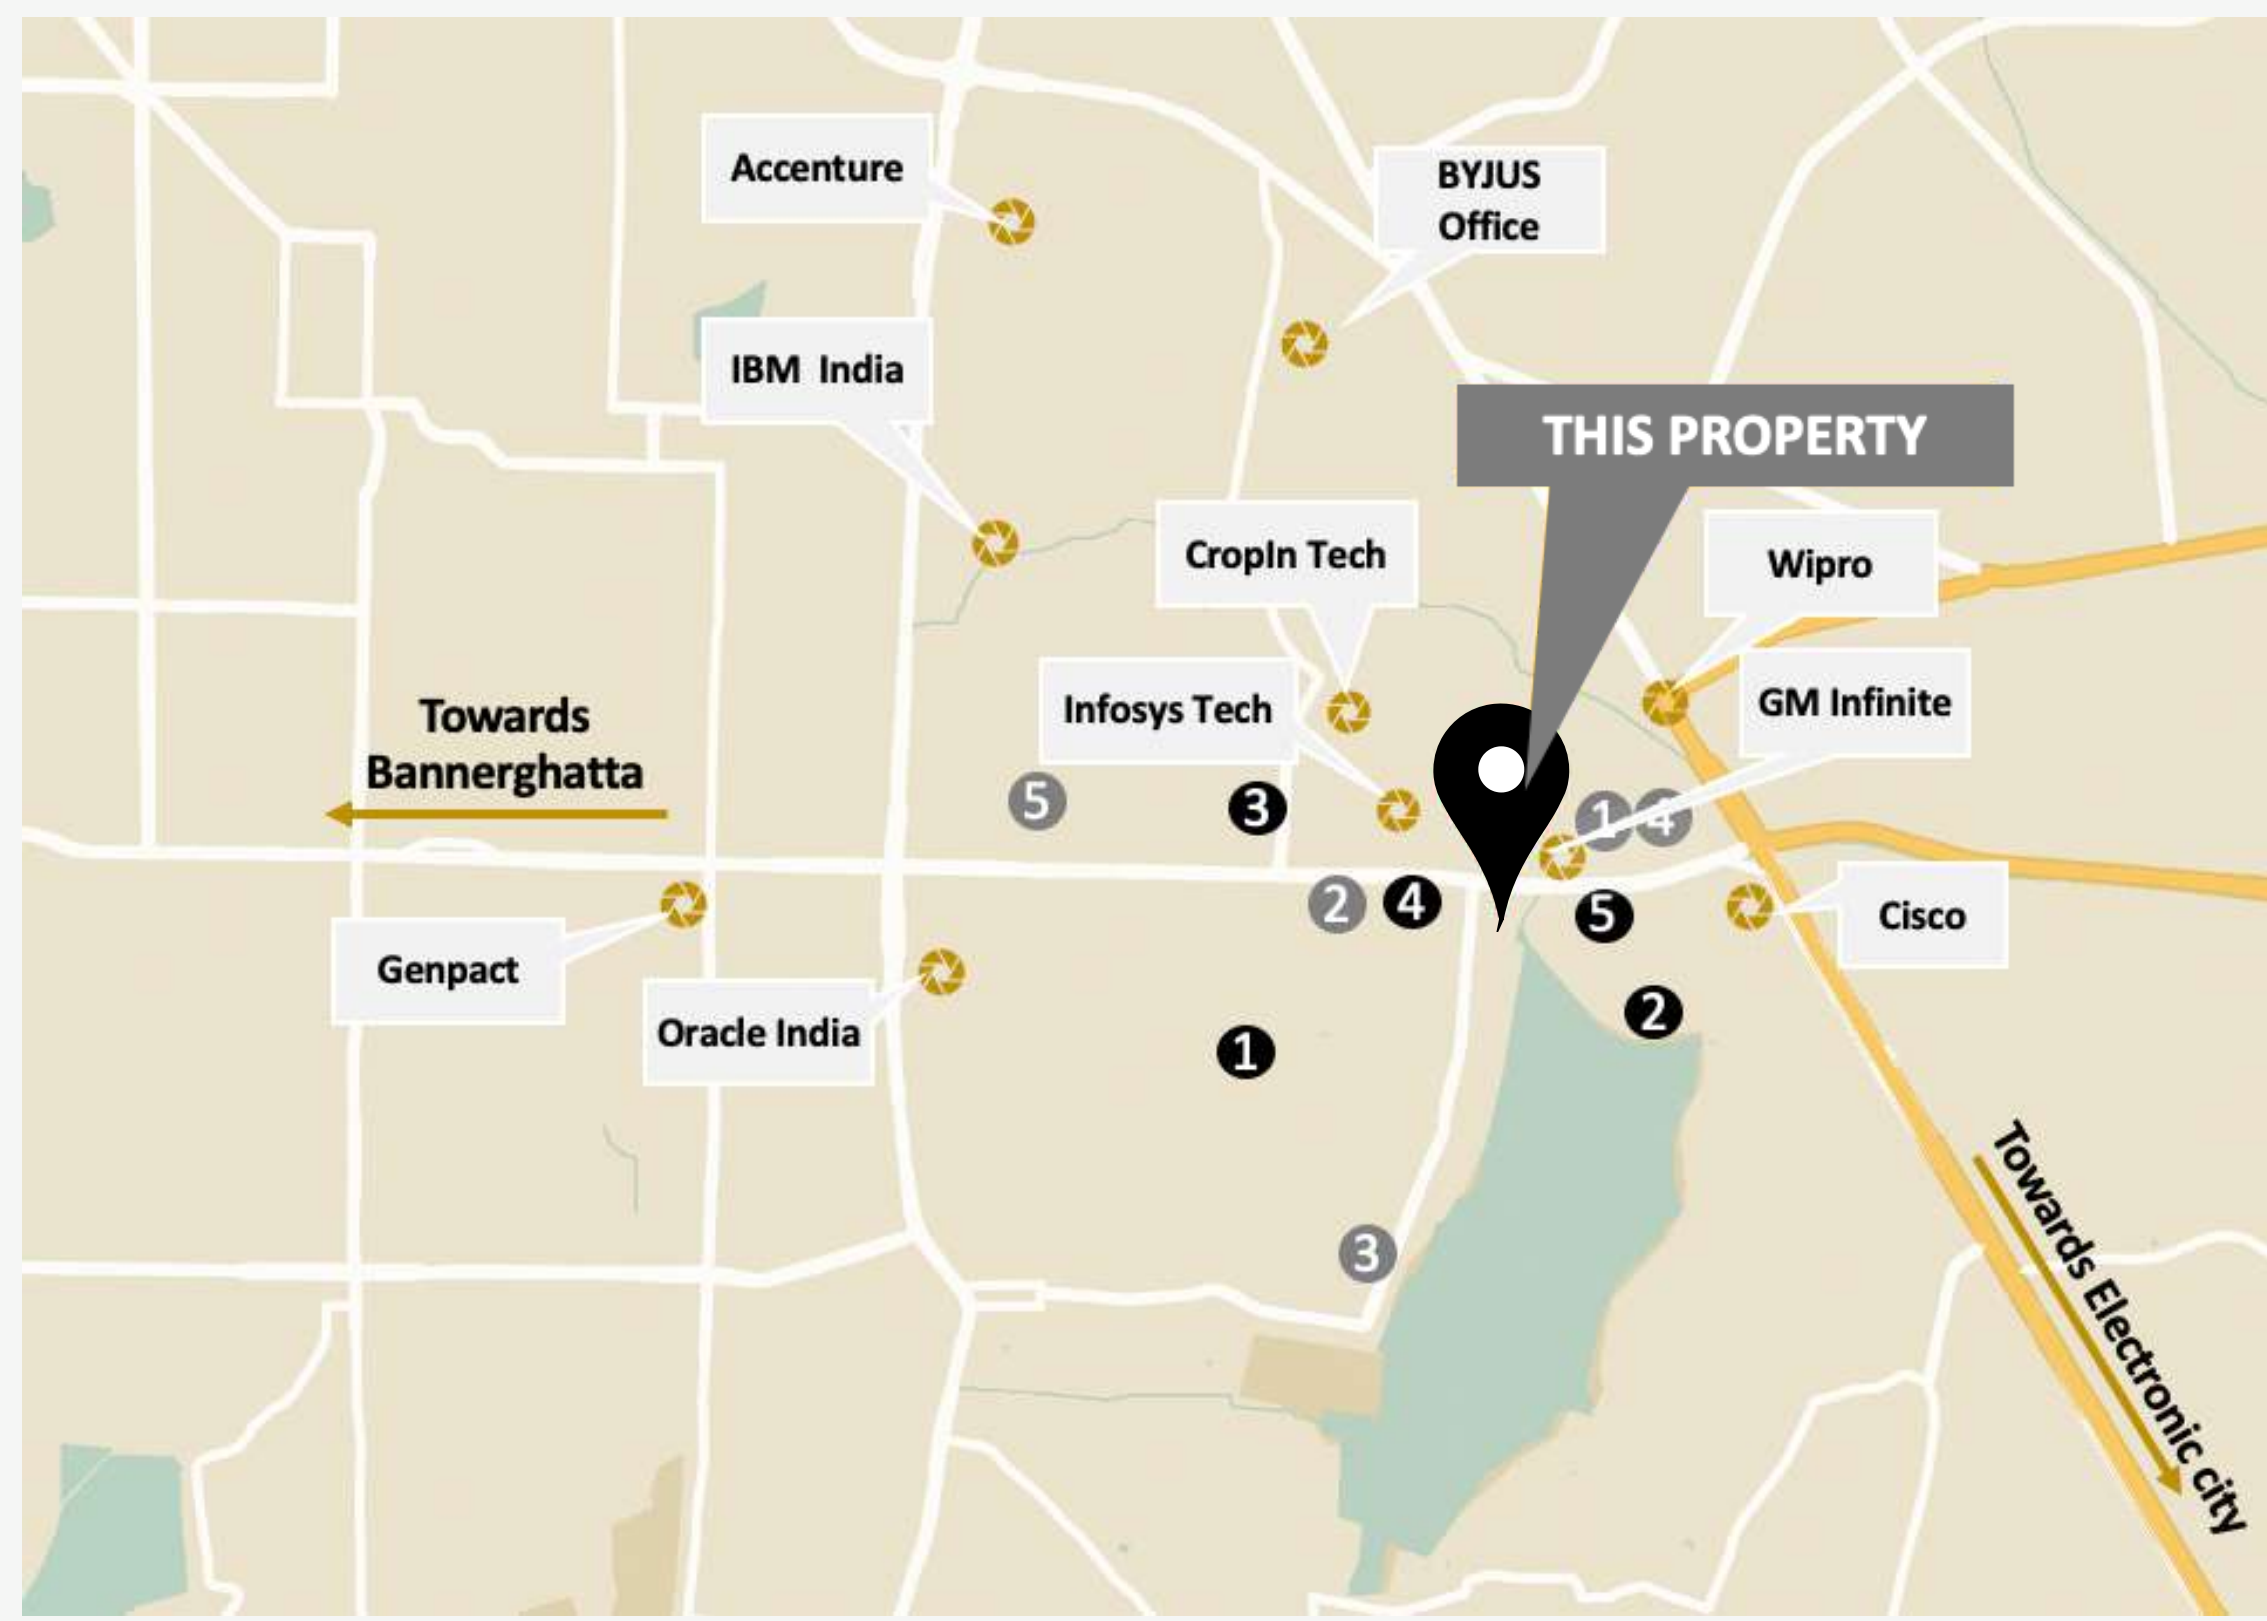 Accenture
BYJUS
Office
IBM India
THIS PROPERTY
CropIn Tech
Wipro
Infosys Tech
GM Infinite
Towards
Bannerghatta
5
3
1
4
2
4
5
Cisco
Genpact
Oracle India
2
1
3
Towards Electronic city